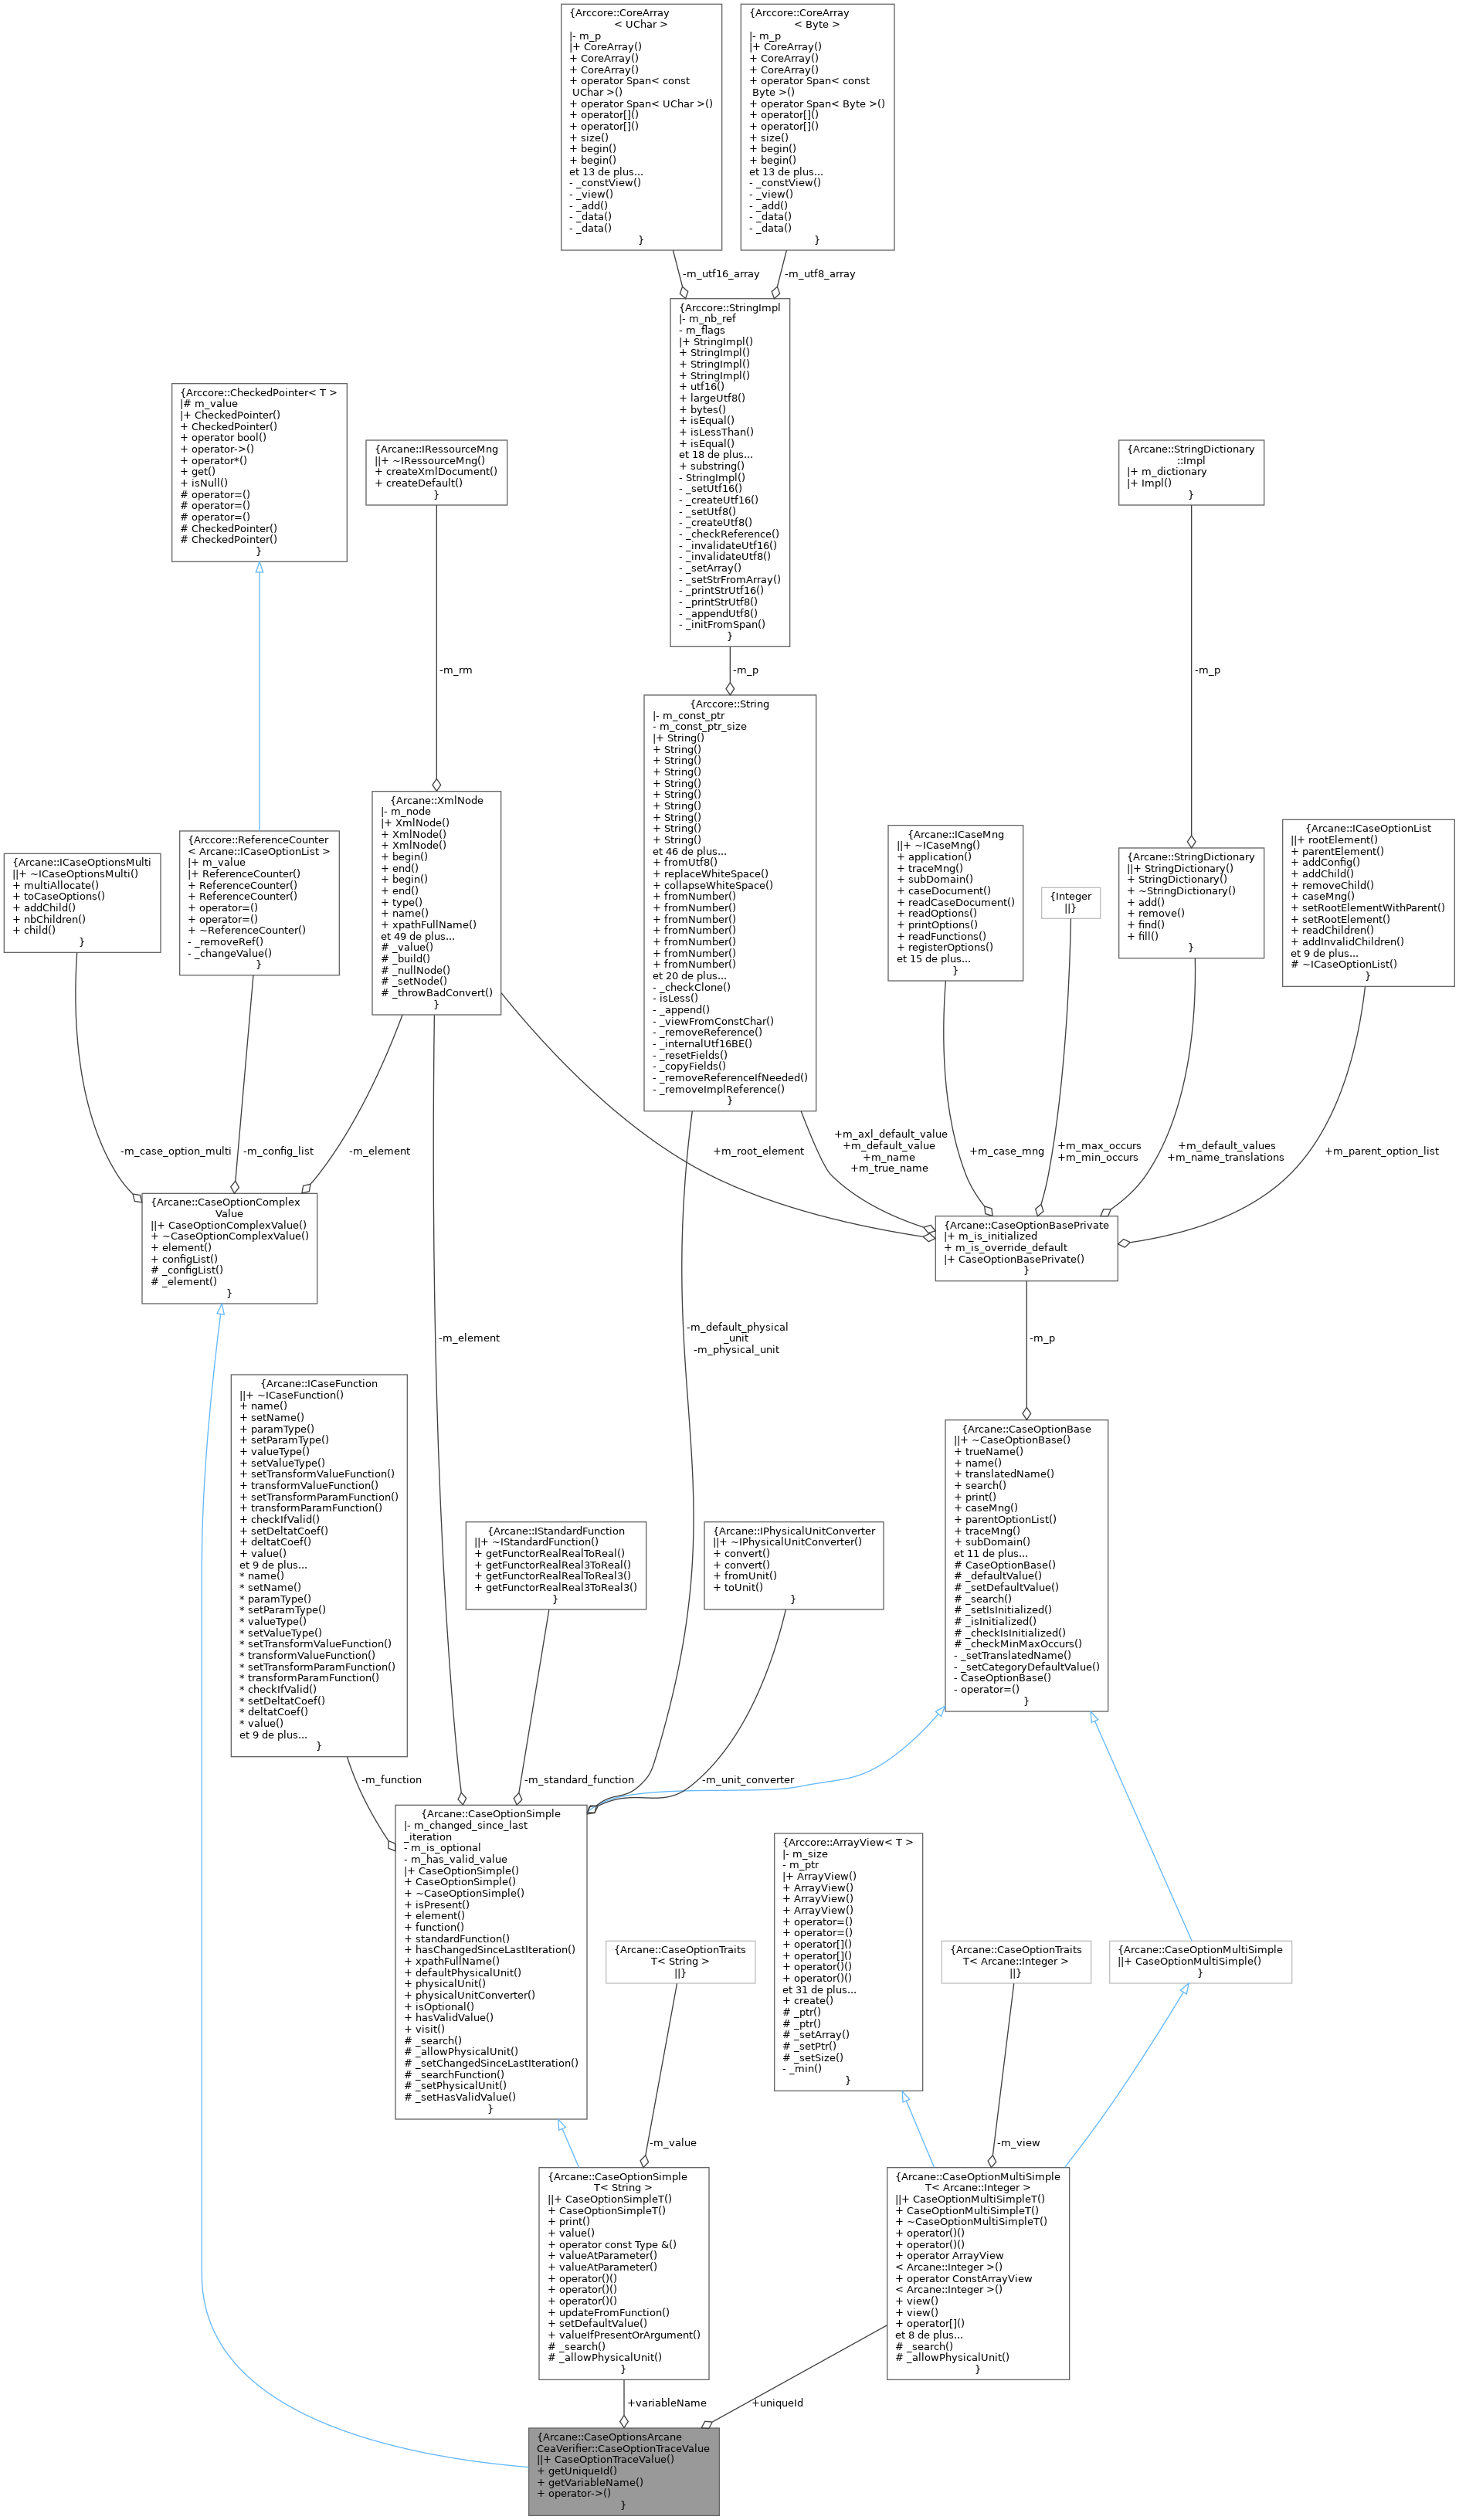 {Arccore::CoreArray
< UChar >
|- m_p
|+ CoreArray()
+ CoreArray()
+ CoreArray()
+ operator Span< const
UChar >()
+ operator Span< UChar >()
+ operator[]()
+ operator[]()
+ size()
+ begin()
+ begin()
et 13 de plus...
- _constView()
- _view()
- _add()
- _data()
- _data()
}
{Arccore::CoreArray
< Byte >
|- m_p
|+ CoreArray()
+ CoreArray()
+ CoreArray()
+ operator Span< const
Byte >()
+ operator Span< Byte >()
+ operator[]()
+ operator[]()
+ size()
+ begin()
+ begin()
et 13 de plus...
- _constView()
- _view()
- _add()
- _data()
- _data()
}
-m_utf16_array
-m_utf8_array
{Arccore::StringImpl
|- m_nb_ref
- m_flags
|+ StringImpl()
+ StringImpl()
+ StringImpl()
+ StringImpl()
+ utf16()
+ largeUtf8()
+ bytes()
+ isEqual()
+ isLessThan()
+ isEqual()
et 18 de plus...
+ substring()
- StringImpl()
- _setUtf16()
- _createUtf16()
- _setUtf8()
- _createUtf8()
- _checkReference()
- _invalidateUtf16()
- _invalidateUtf8()
- _setArray()
- _setStrFromArray()
- _printStrUtf16()
- _printStrUtf8()
- _appendUtf8()
- _initFromSpan()
}
{Arccore::CheckedPointer< T >
|# m_value
|+ CheckedPointer()
+ CheckedPointer()
+ operator bool()
+ operator->()
+ operator*()
+ get()
+ isNull()
# operator=()
# operator=()
# operator=()
# CheckedPointer()
# CheckedPointer()
}
{Arcane::IRessourceMng
||+ ~IRessourceMng()
+ createXmlDocument()
+ createDefault()
}
{Arcane::StringDictionary
::Impl
|+ m_dictionary
|+ Impl()
}
-m_rm
-m_p
-m_p
{Arccore::String
|- m_const_ptr
- m_const_ptr_size
|+ String()
+ String()
+ String()
+ String()
+ String()
+ String()
+ String()
+ String()
+ String()
+ String()
et 46 de plus...
+ fromUtf8()
+ replaceWhiteSpace()
+ collapseWhiteSpace()
+ fromNumber()
+ fromNumber()
+ fromNumber()
+ fromNumber()
+ fromNumber()
+ fromNumber()
+ fromNumber()
et 20 de plus...
- _checkClone()
- isLess()
- _append()
- _viewFromConstChar()
- _removeReference()
- _internalUtf16BE()
- _resetFields()
- _copyFields()
- _removeReferenceIfNeeded()
- _removeImplReference()
}
{Arcane::XmlNode
|- m_node
|+ XmlNode()
+ XmlNode()
+ XmlNode()
+ begin()
+ end()
+ begin()
+ end()
+ type()
+ name()
+ xpathFullName()
et 49 de plus...
# _value()
# _build()
# _nullNode()
# _setNode()
# _throwBadConvert()
}
{Arcane::ICaseOptionsMulti
||+ ~ICaseOptionsMulti()
+ multiAllocate()
+ toCaseOptions()
+ addChild()
+ nbChildren()
+ child()
}
{Arccore::ReferenceCounter
< Arcane::ICaseOptionList >
|+ m_value
|+ ReferenceCounter()
+ ReferenceCounter()
+ ReferenceCounter()
+ operator=()
+ operator=()
+ ~ReferenceCounter()
- _removeRef()
- _changeValue()
}
{Arcane::ICaseMng
||+ ~ICaseMng()
+ application()
+ traceMng()
+ subDomain()
+ caseDocument()
+ readCaseDocument()
+ readOptions()
+ printOptions()
+ readFunctions()
+ registerOptions()
et 15 de plus...
}
{Integer
||}
{Arcane::StringDictionary
||+ StringDictionary()
+ StringDictionary()
+ ~StringDictionary()
+ add()
+ remove()
+ find()
+ fill()
}
{Arcane::ICaseOptionList
||+ rootElement()
+ parentElement()
+ addConfig()
+ addChild()
+ removeChild()
+ caseMng()
+ setRootElementWithParent()
+ setRootElement()
+ readChildren()
+ addInvalidChildren()
et 9 de plus...
# ~ICaseOptionList()
}
-m_case_option_multi
-m_config_list
-m_element
+m_root_element
+m_axl_default_value
+m_default_value
+m_name
+m_true_name
+m_case_mng
+m_max_occurs
+m_min_occurs
+m_default_values
+m_name_translations
+m_parent_option_list
{Arcane::CaseOptionComplex
Value
||+ CaseOptionComplexValue()
+ ~CaseOptionComplexValue()
+ element()
+ configList()
# _configList()
# _element()
}
{Arcane::CaseOptionBasePrivate
|+ m_is_initialized
+ m_is_override_default
|+ CaseOptionBasePrivate()
}
-m_element
-m_default_physical
_unit
-m_physical_unit
-m_p
{Arcane::ICaseFunction
||+ ~ICaseFunction()
+ name()
+ setName()
+ paramType()
+ setParamType()
+ valueType()
+ setValueType()
+ setTransformValueFunction()
+ transformValueFunction()
+ setTransformParamFunction()
+ transformParamFunction()
+ checkIfValid()
+ setDeltatCoef()
+ deltatCoef()
+ value()
et 9 de plus...
* name()
* setName()
* paramType()
* setParamType()
* valueType()
* setValueType()
* setTransformValueFunction()
* transformValueFunction()
* setTransformParamFunction()
* transformParamFunction()
* checkIfValid()
* setDeltatCoef()
* deltatCoef()
* value()
et 9 de plus...
}
{Arcane::IStandardFunction
||+ ~IStandardFunction()
+ getFunctorRealRealToReal()
+ getFunctorRealReal3ToReal()
+ getFunctorRealRealToReal3()
+ getFunctorRealReal3ToReal3()
}
{Arcane::IPhysicalUnitConverter
||+ ~IPhysicalUnitConverter()
+ convert()
+ convert()
+ fromUnit()
+ toUnit()
}
{Arcane::CaseOptionBase
||+ ~CaseOptionBase()
+ trueName()
+ name()
+ translatedName()
+ search()
+ print()
+ caseMng()
+ parentOptionList()
+ traceMng()
+ subDomain()
et 11 de plus...
# CaseOptionBase()
# _defaultValue()
# _setDefaultValue()
# _search()
# _setIsInitialized()
# _isInitialized()
# _checkIsInitialized()
# _checkMinMaxOccurs()
- _setTranslatedName()
- _setCategoryDefaultValue()
- CaseOptionBase()
- operator=()
}
-m_function
-m_standard_function
-m_unit_converter
{Arcane::CaseOptionSimple
|- m_changed_since_last
_iteration
- m_is_optional
- m_has_valid_value
|+ CaseOptionSimple()
+ CaseOptionSimple()
+ ~CaseOptionSimple()
+ isPresent()
+ element()
+ function()
+ standardFunction()
+ hasChangedSinceLastIteration()
+ xpathFullName()
+ defaultPhysicalUnit()
+ physicalUnit()
+ physicalUnitConverter()
+ isOptional()
+ hasValidValue()
+ visit()
# _search()
# _allowPhysicalUnit()
# _setChangedSinceLastIteration()
# _searchFunction()
# _setPhysicalUnit()
# _setHasValidValue()
}
{Arcane::CaseOptionTraits
T< String >
||}
{Arccore::ArrayView< T >
|- m_size
- m_ptr
|+ ArrayView()
+ ArrayView()
+ ArrayView()
+ ArrayView()
+ operator=()
+ operator=()
+ operator[]()
+ operator[]()
+ operator()()
+ operator()()
et 31 de plus...
+ create()
# _ptr()
# _ptr()
# _setArray()
# _setPtr()
# _setSize()
- _min()
}
{Arcane::CaseOptionTraits
T< Arcane::Integer >
||}
{Arcane::CaseOptionMultiSimple
||+ CaseOptionMultiSimple()
}
-m_value
-m_view
{Arcane::CaseOptionSimple
T< String >
||+ CaseOptionSimpleT()
+ CaseOptionSimpleT()
+ print()
+ value()
+ operator const Type &()
+ valueAtParameter()
+ valueAtParameter()
+ operator()()
+ operator()()
+ operator()()
+ updateFromFunction()
+ setDefaultValue()
+ valueIfPresentOrArgument()
# _search()
# _allowPhysicalUnit()
}
{Arcane::CaseOptionMultiSimple
T< Arcane::Integer >
||+ CaseOptionMultiSimpleT()
+ CaseOptionMultiSimpleT()
+ ~CaseOptionMultiSimpleT()
+ operator()()
+ operator()()
+ operator ArrayView
< Arcane::Integer >()
+ operator ConstArrayView
< Arcane::Integer >()
+ view()
+ view()
+ operator[]()
et 8 de plus...
# _search()
# _allowPhysicalUnit()
}
+variableName
+uniqueId
{Arcane::CaseOptionsArcane
CeaVerifier::CaseOptionTraceValue
||+ CaseOptionTraceValue()
+ getUniqueId()
+ getVariableName()
+ operator->()
}